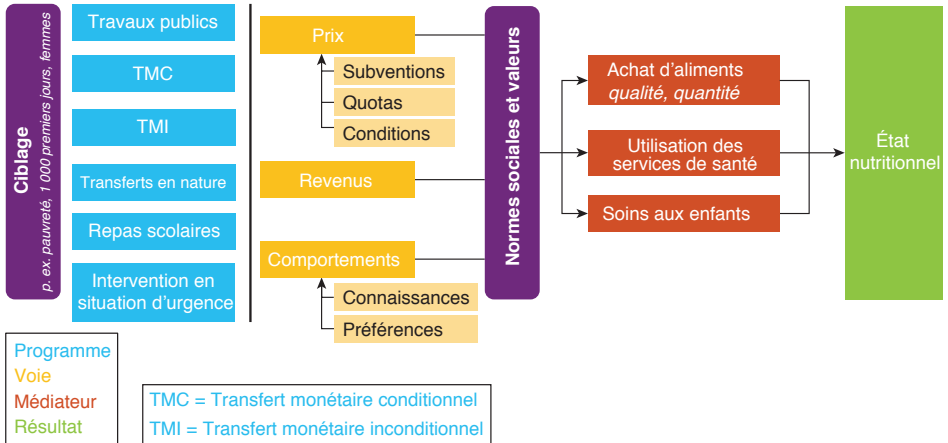 Ciblage
p. ex. pauvreté, 1 000 premiers jours, femmes
Travaux publics
TMC
TMI
Transferts en nature
Repas scolaires
Intervention en
situation d'urgence
Prix
Subventions
Quotas
Conditions
Revenus
Comportements
Connaissances
Préférences
Normes sociales et valeurs
Achat d'aliments
qualité, quantité
Utilisation des
services de santé
Soins aux enfants
État
nutritionnel
Programme
Voie
Médiateur
Résultat
TMC = Transfert monétaire conditionnel
TMI = Transfert monétaire inconditionnel